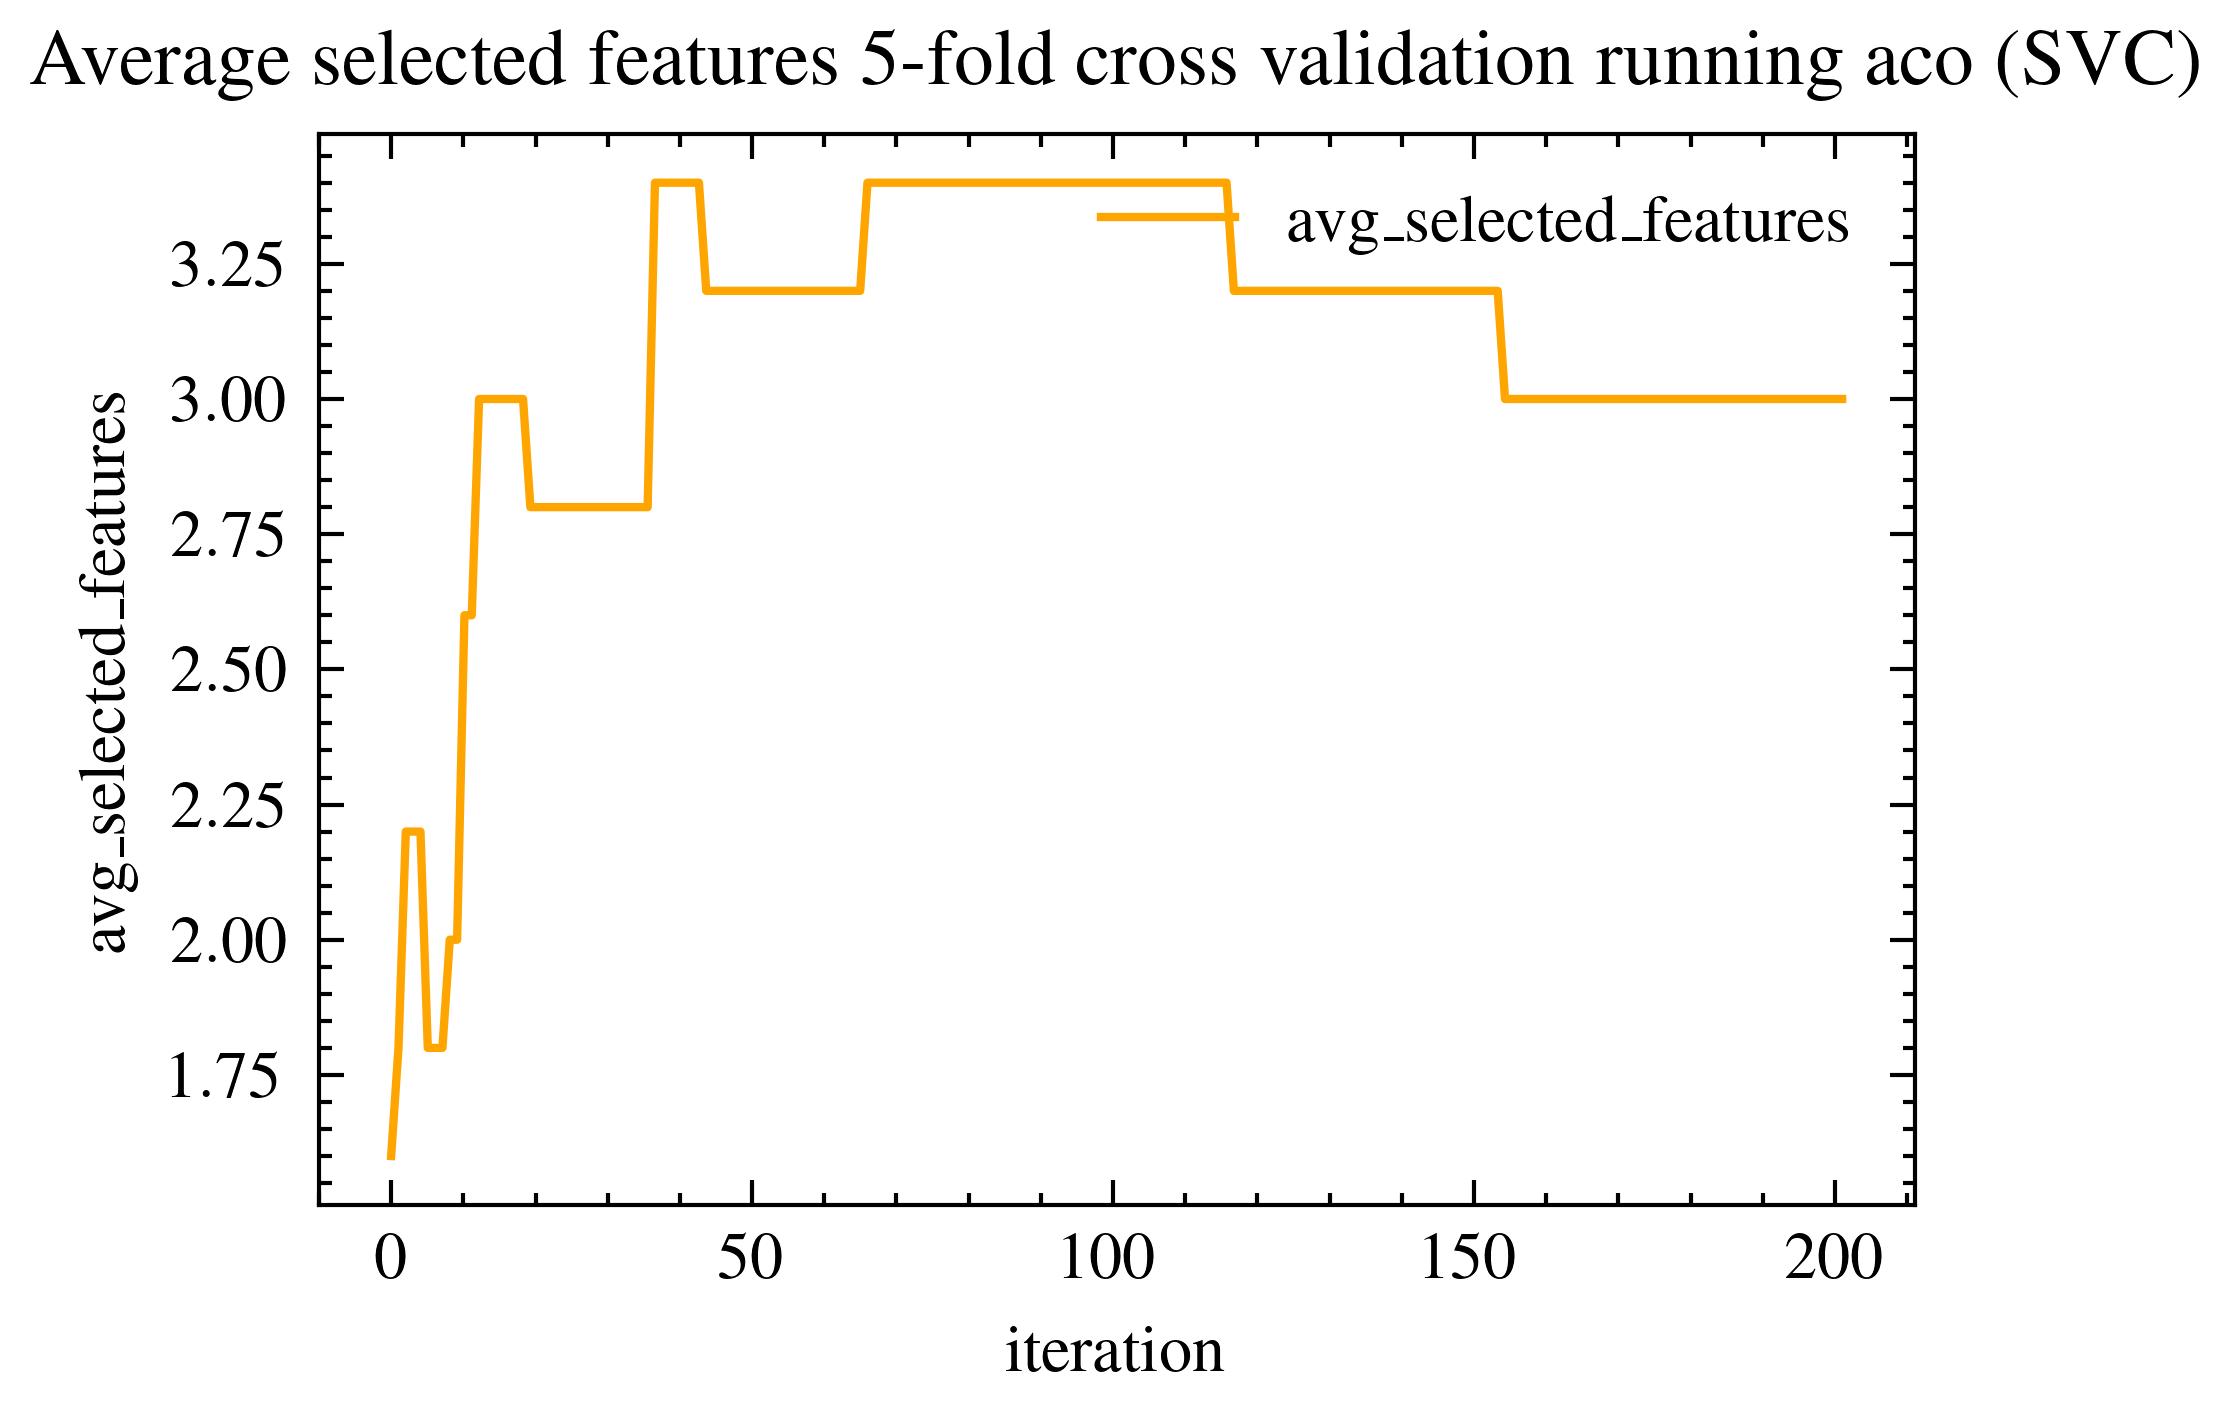 Average selected features 5-fold cross validation running aco (SVC)
avg_selected_features
3.25
3.00
2.75
2.50
2.25
2.00
1.75
avg_selected_features
0 50 100 150 200
iteration